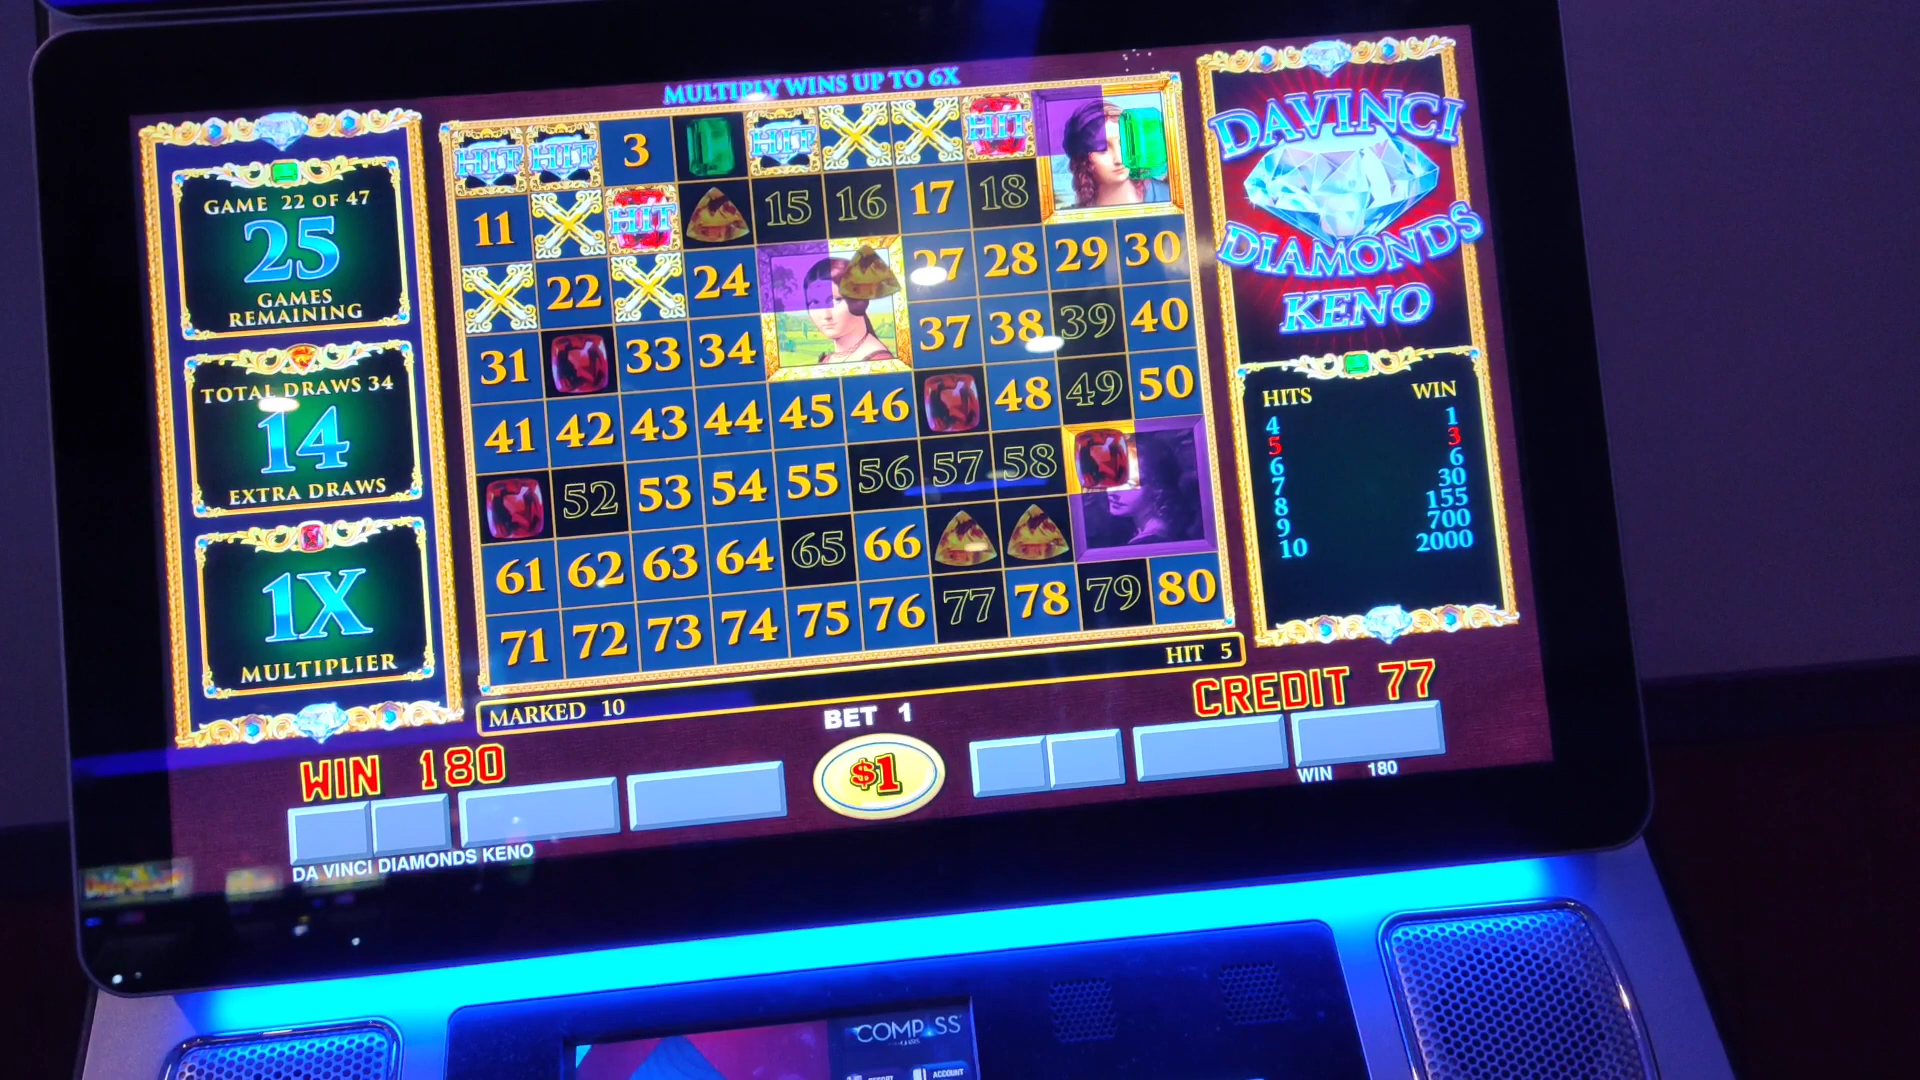 MULTIPLY WINS UP TO 6X
GAME 22 OF 47
25
GAMES
REMAINING
TOTAL DRAWS 34
14
EXTRA DRAWS
1X
MULTIPLIER
HIT HIT 3 HIT HIT
11 HIT 15 16 17 18
22 24 27 28 29 30
31 33 34 37 38 39 40
41 42 43 44 45 46 48 49 50
52 53 54 55 56 57 58
61 62 63 64 65 66
71 72 73 74 75 76 77 78 79 80
MARKED 10
HIT 5
DAVINCI
DIAMONDS
KENO
HITS WIN
4 1
5 3
6 6
7 30
8 155
9 700
10 2000
WIN 180
BET 1
$1
CREDIT 77
WIN 180
DA VINCI DIAMONDS KENO
COMPASS
ACCOUNT